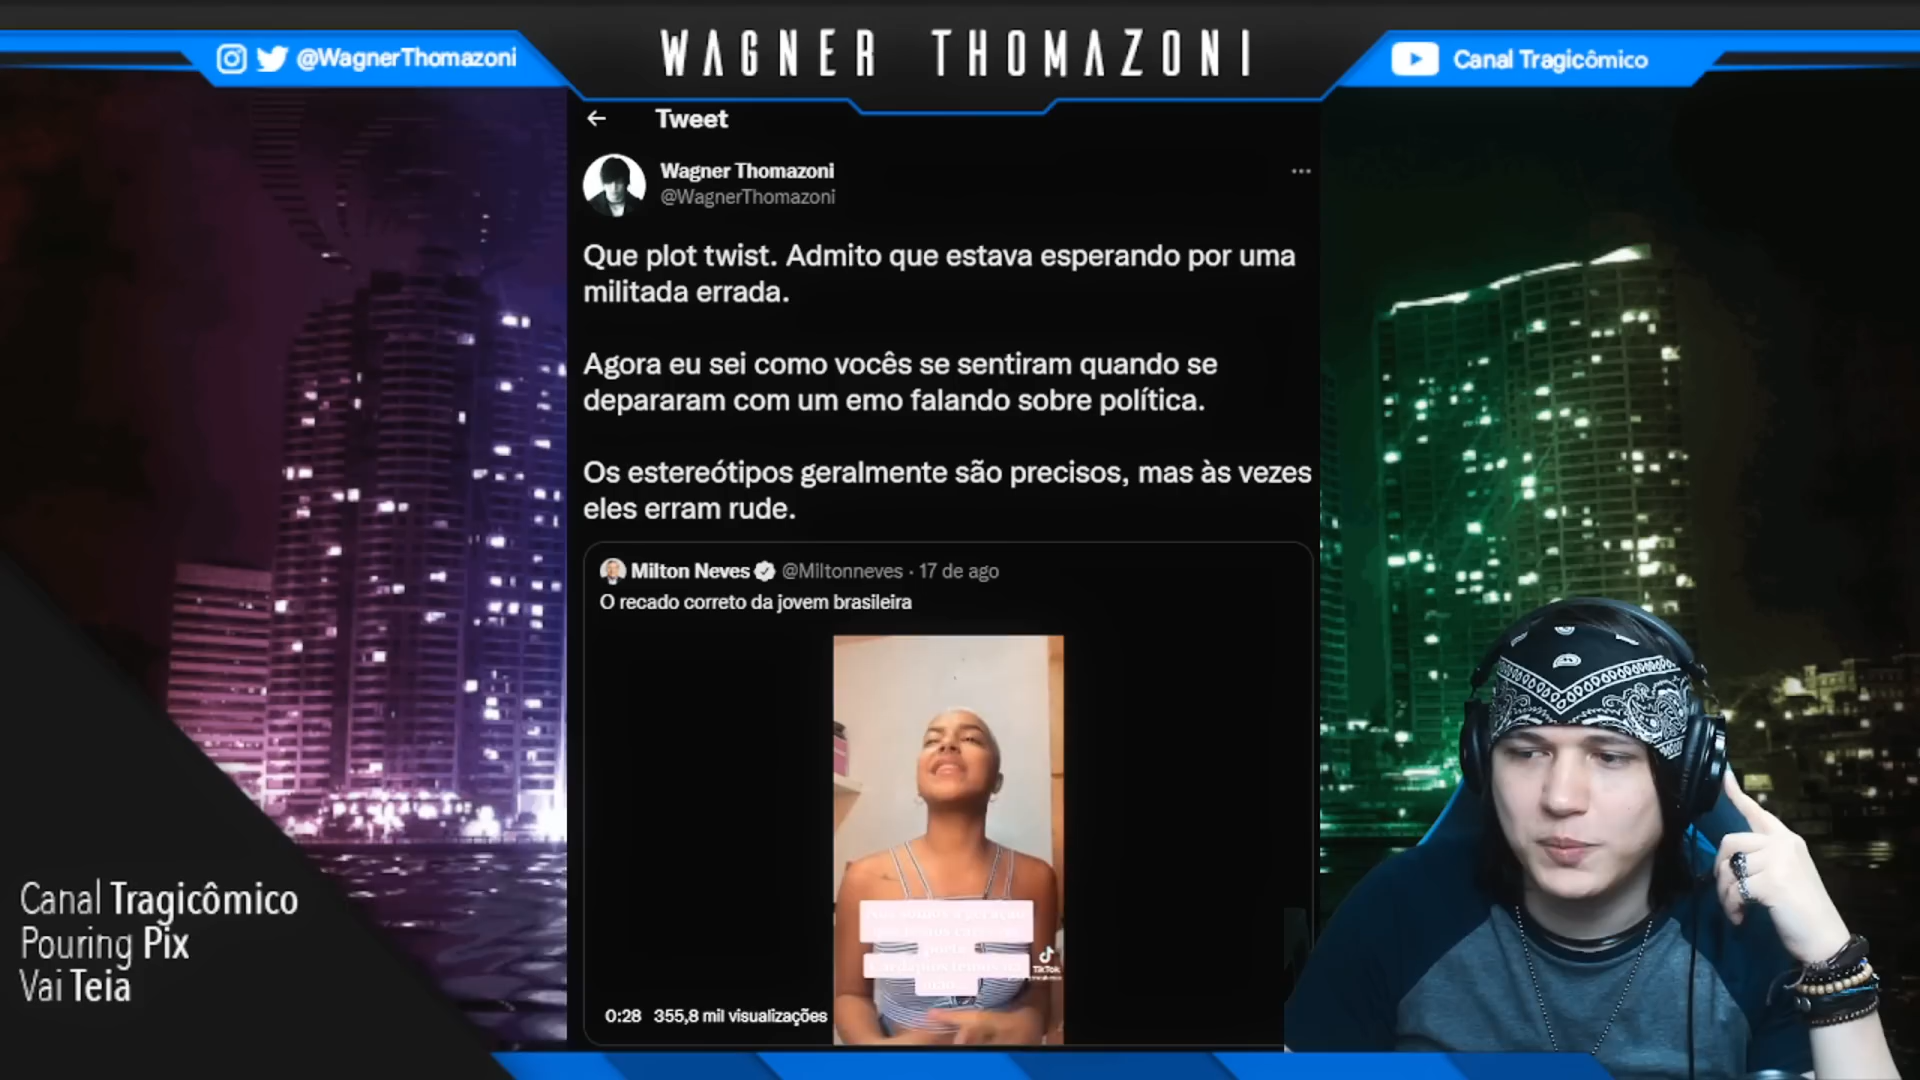 WAGNER THOMAZONI
@WagnerThomazoni
Canal Tragicômico
Tweet
Wagner Thomazoni
@WagnerThomazoni
Que plot twist. Admito que estava esperando por uma
militada errada.
Agora eu sei como vocês se sentiram quando se
depararam com um emo falando sobre política.
Os estereótipos geralmente são precisos, mas às vezes
eles erram rude.
Milton Neves @Miltonneves · 17 de ago
O recado correto da jovem brasileira
TikTok
0:28 355,8 mil visualizações
Canal Tragicômico
Pouring Pix
Vai Teia